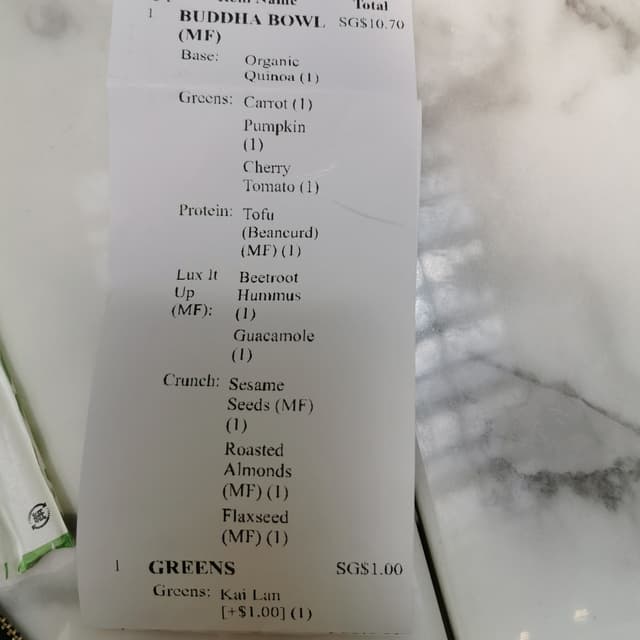 Item Name Total
1 BUDDHA BOWL SG$10.70
(MF)
Base: Organic
Quinoa (1)
Greens: Carrot (1)
Pumpkin
(1)
Cherry
Tomato (1)
Protein: Tofu
(Beancurd)
(MF) (1)
Lux It Beetroot
Up Hummus
(MF): (1)
Guacamole
(1)
Crunch: Sesame
Seeds (MF)
(1)
Roasted
Almonds
(MF) (1)
Flaxseed
(MF) (1)
1 GREENS SG$1.00
Greens: Kai Lan
[+$1.00] (1)